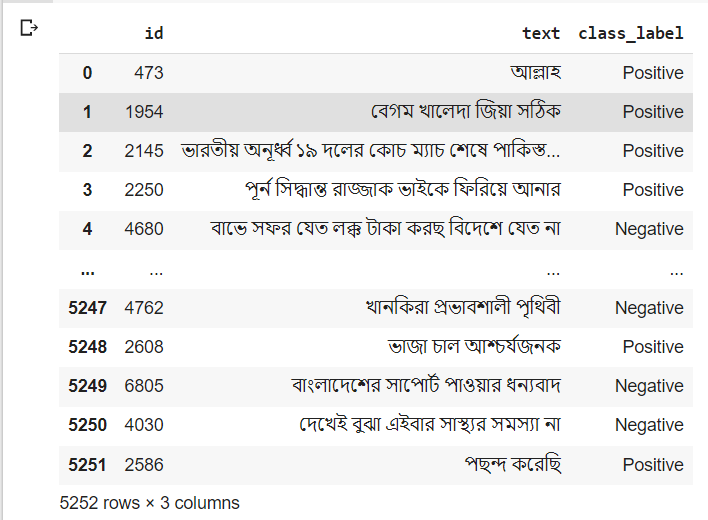 id text class_label
0 473 আল্লাহ Positive
1 1954 বেগম খালেদা জিয়া সঠিক Positive
2 2145 ভারতীয় অনূর্ধ্ব ১৯ দলের কোচ ম্যাচ শেষে পাকিস্ত... Positive
3 2250 পূর্ন সিদ্ধান্ত রাজ্জাক ভাইকে ফিরিয়ে আনার Positive
4 4680 বাভে সফর যেত লক্ক টাকা করছ বিদেশে যেত না Negative
... ... ... ...
5247 4762 খানকিরা প্রভাবশালী পৃথিবী Negative
5248 2608 ভাজা চাল আশ্চর্যজনক Positive
5249 6805 বাংলাদেশের সাপোর্ট পাওয়ার ধন্যবাদ Negative
5250 4030 দেখেই বুঝা এইবার সাস্থ্যর সমস্যা না Negative
5251 2586 পছন্দ করেছি Positive
5252 rows × 3 columns